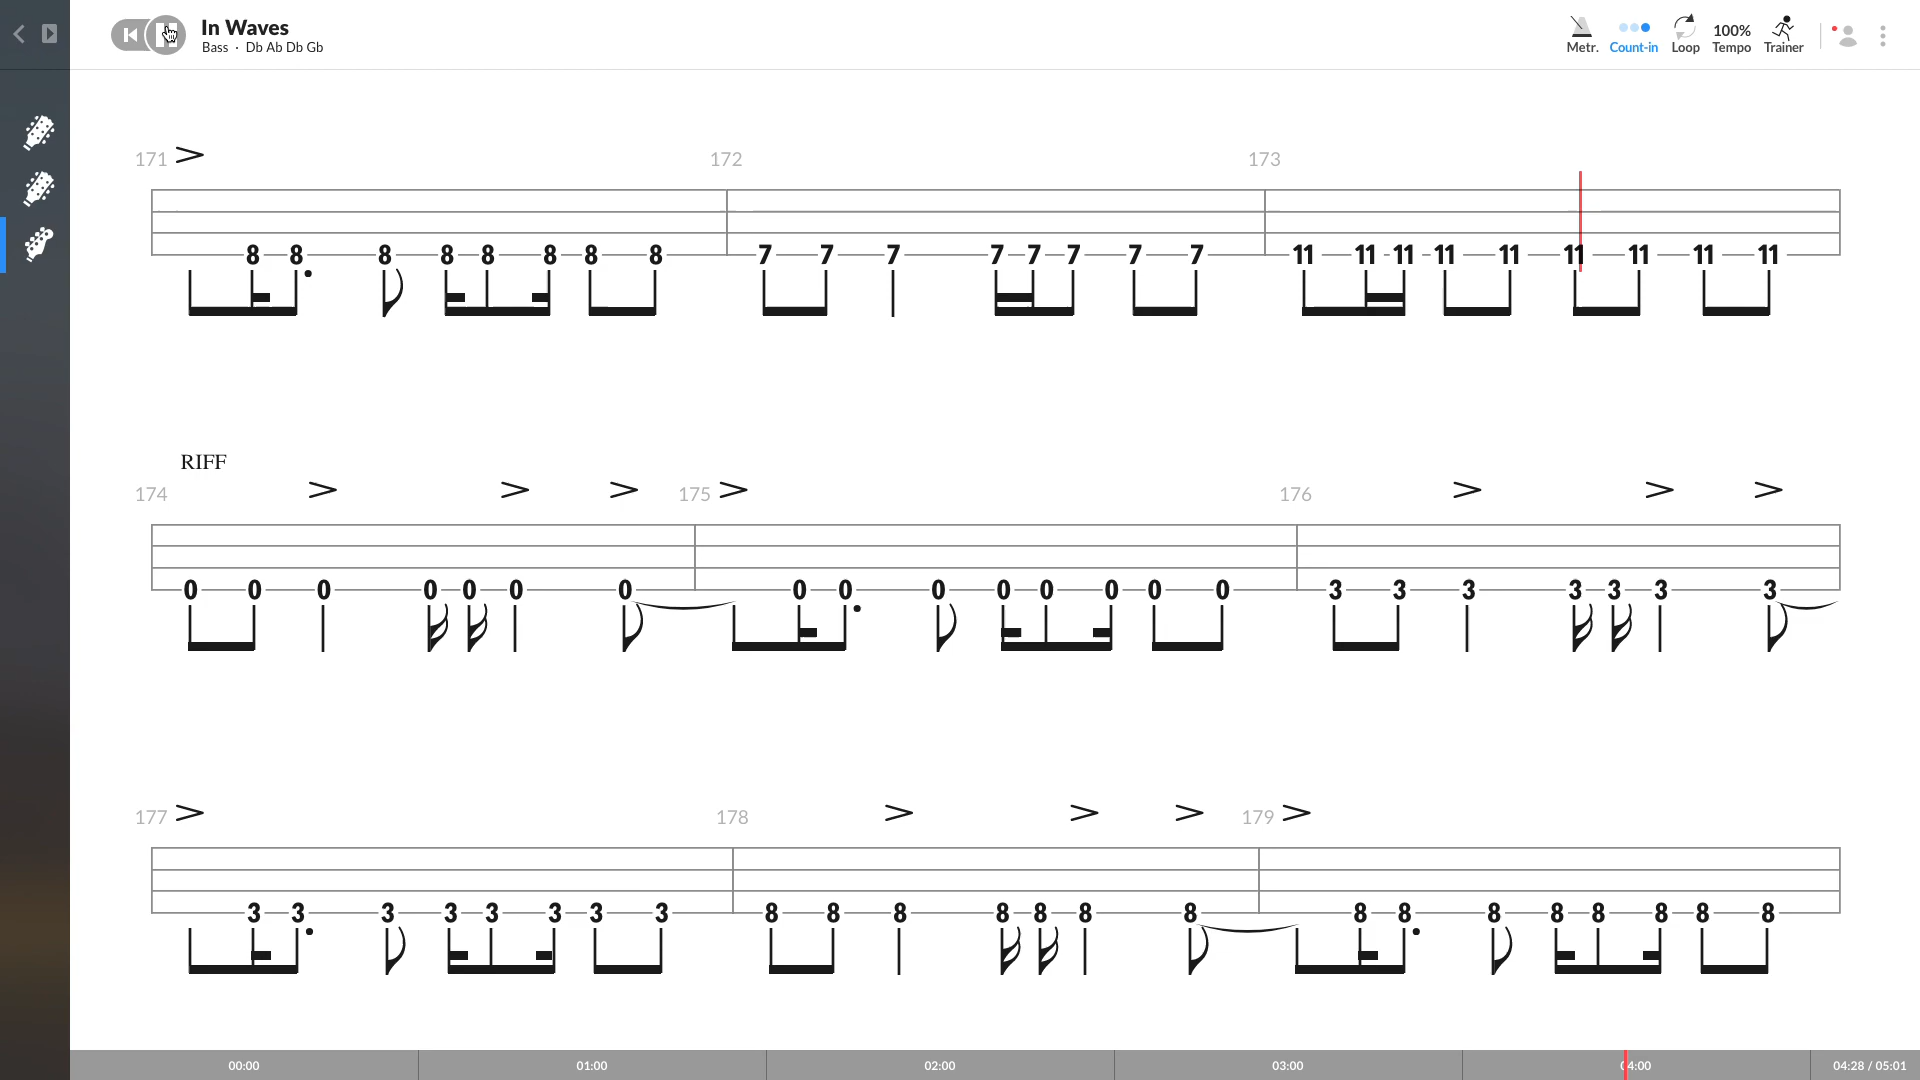 In Waves
Bass · Db Ab Db Gb
Metr. Count-in Loop 100% Tempo Trainer
171 172 173
8 8 8 8 8 8 8 8 7 7 7 7 7 7 7 7 11 11 11 11 11 11 11 11 11
RIFF
174 175 176
0 0 0 0 0 0 0 0 0 0 0 0 0 0 0 3 3 3 3 3 3 3
177 178 179
3 3 3 3 3 3 3 3 8 8 8 8 8 8 8 8 8 8 8 8 8 8 8
00:00 01:00 02:00 03:00 04:00 04:28 / 05:01